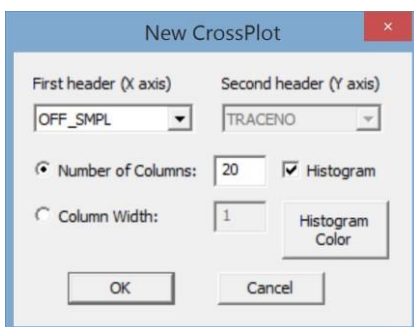 New CrossPlot
First header (X axis) Second header (Y axis)
OFF_SMPL TRACENO
Number of Columns: 20 Histogram
Column Width: 1 Histogram
Color
OK Cancel